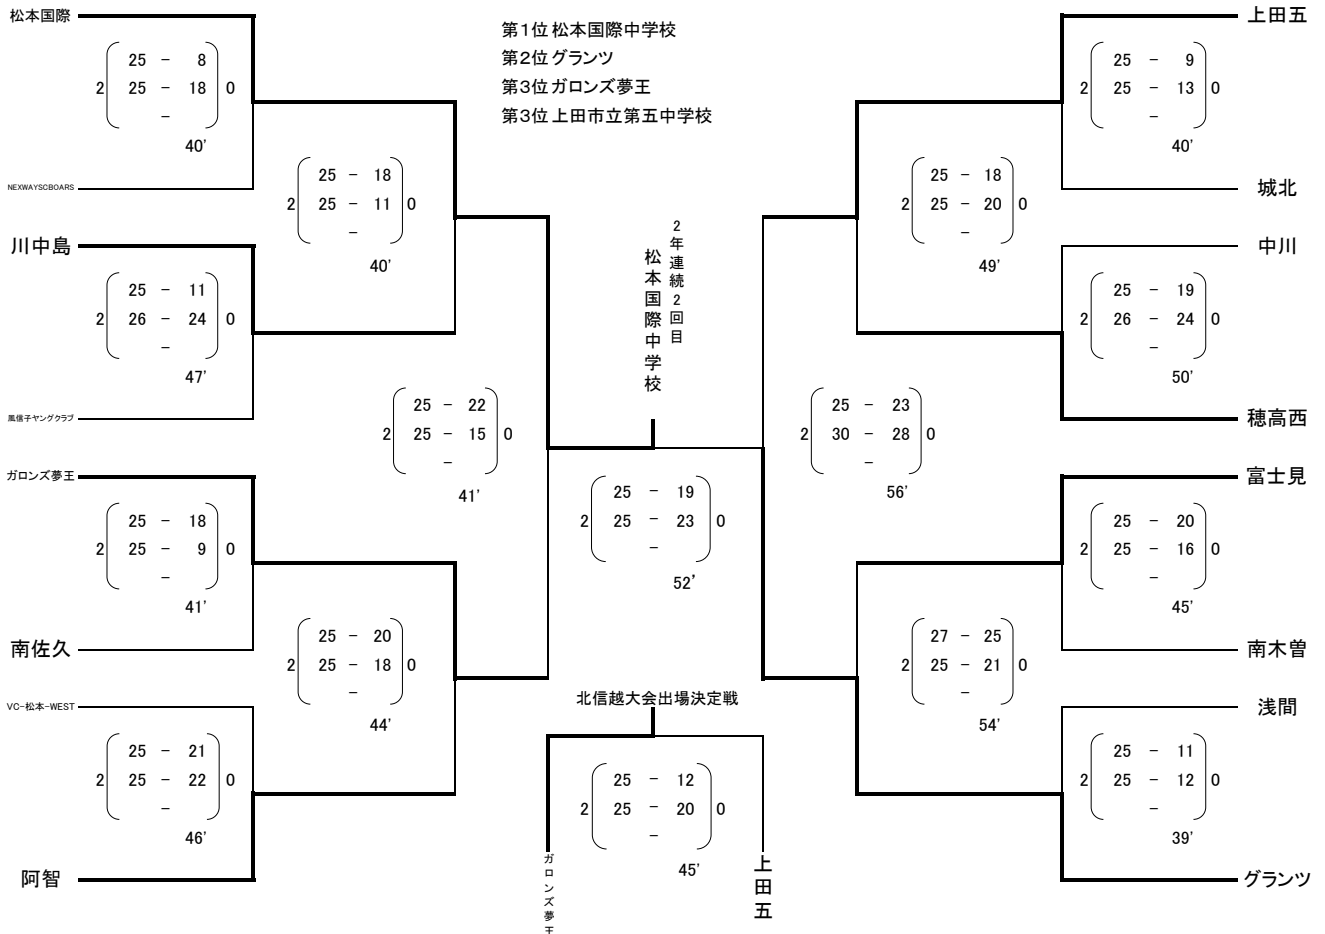 第1位 松本国際中学校
第2位 グランツ
第3位 ガロンズ夢王
第3位 上田市立第五中学校
松本国際
25 － 8
2 25 － 18 0
－
40'
NEXWAYSCBOARS
25 － 18
2 25 － 11 0
－
40'
川中島
25 － 11
2 26 － 24 0
－
47'
風信子ヤングクラブ
25 － 22
2 25 － 15 0
－
41'
ガロンズ夢王
25 － 18
2 25 － 9 0
－
41'
南佐久
25 － 20
2 25 － 18 0
－
44'
VC-松本-WEST
25 － 21
2 25 － 22 0
－
46'
阿智
2年連続2回目
松本国際中学校
25 － 19
2 25 － 23 0
－
52'
北信越大会出場決定戦
25 － 12
2 25 － 20 0
－
45'
ガロンズ夢王
上田五
上田五
25 － 9
2 25 － 13 0
－
40'
城北
25 － 18
2 25 － 20 0
－
49'
中川
25 － 19
2 26 － 24 0
－
50'
穂高西
25 － 23
2 30 － 28 0
－
56'
富士見
25 － 20
2 25 － 16 0
－
45'
南木曽
27 － 25
2 25 － 21 0
－
54'
浅間
25 － 11
2 25 － 12 0
－
39'
グランツ